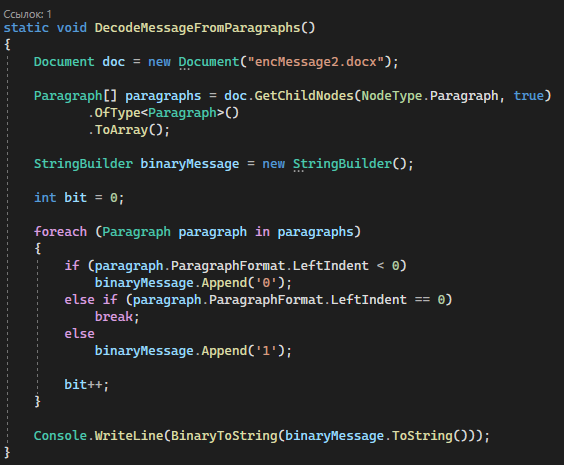 Ссылок: 1
static void DecodeMessageFromParagraphs()
{
    Document doc = new Document("encMessage2.docx");
    Paragraph[] paragraphs = doc.GetChildNodes(NodeType.Paragraph, true)
            .OfType<Paragraph>()
            .ToArray();
    StringBuilder binaryMessage = new StringBuilder();
    int bit = 0;
    foreach (Paragraph paragraph in paragraphs)
    {
        if (paragraph.ParagraphFormat.LeftIndent < 0)
            binaryMessage.Append('0');
        else if (paragraph.ParagraphFormat.LeftIndent == 0)
            break;
        else
            binaryMessage.Append('1');
        bit++;
    }
    Console.WriteLine(BinaryToString(binaryMessage.ToString()));
}